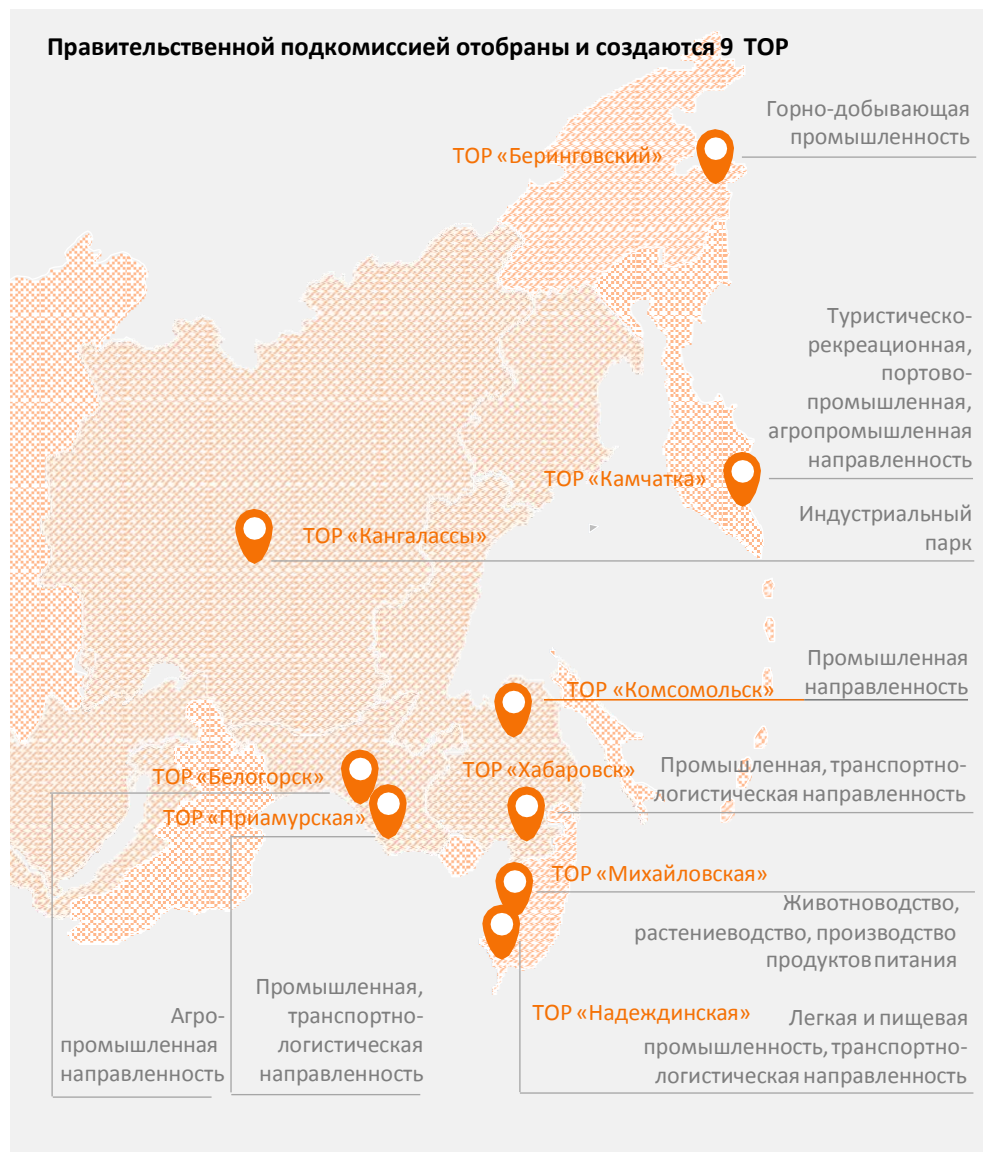 Правительственной подкомиссией отобраны и создаются 9 ТОР
Горно-добывающая
промышленность
ТОР «Беринговский»
Туристическо-
рекреационная,
портово-
промышленная,
агропромышленная
направленность
ТОР «Камчатка»
Индустриальный
парк
ТОР «Кангалассы»
Промышленная
направленность
ТОР «Комсомольск»
ТОР «Белогорск»
ТОР «Хабаровск»
Промышленная, транспортно-
логистическая направленность
ТОР «Приамурская»
ТОР «Михайловская»
Животноводство,
растениеводство, производство
продуктов питания
Агро-
промышленная
направленность
Промышленная,
транспортно-
логистическая
направленность
ТОР «Надеждинская»
Легкая и пищевая
промышленность, транспортно-
логистическая направленность